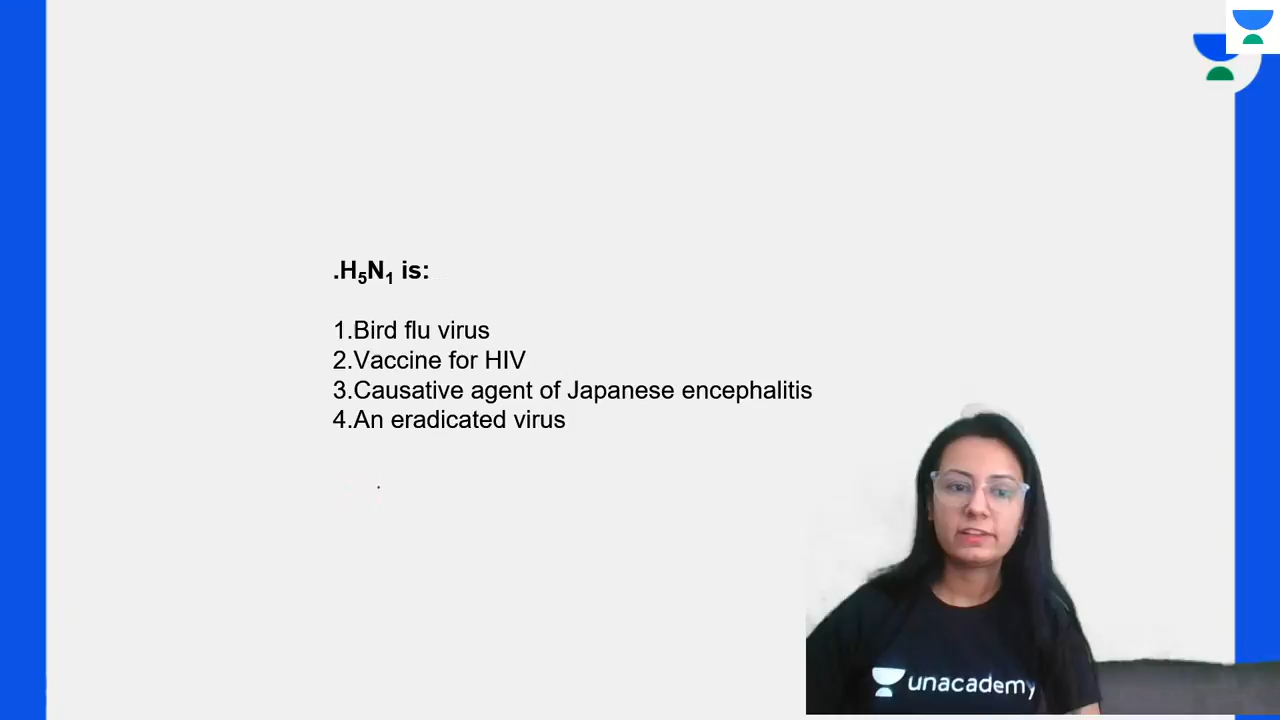 .H₅N₁ is:
1.Bird flu virus
2.Vaccine for HIV
3.Causative agent of Japanese encephalitis
4.An eradicated virus
unacademy